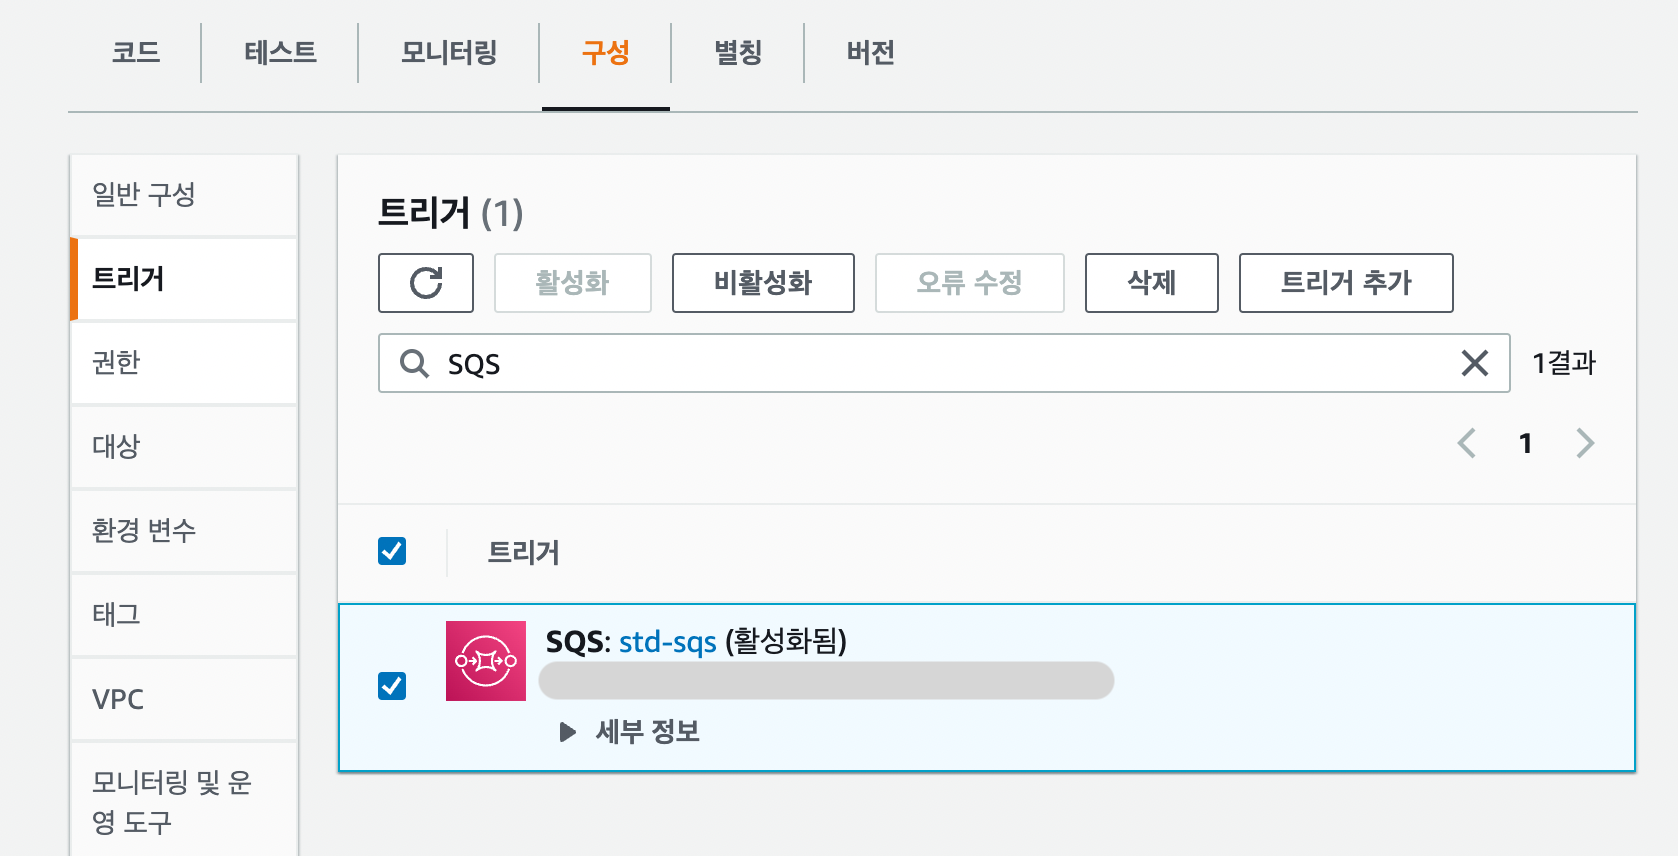 코드 테스트 모니터링 구성 별칭 버전
일반 구성
트리거
권한
대상
환경 변수
태그
VPC
모니터링 및 운
영 도구
트리거 (1)
활성화 비활성화 오류 수정 삭제 트리거 추가
SQS 1결과
1
트리거
SQS: std-sqs (활성화됨)
세부 정보